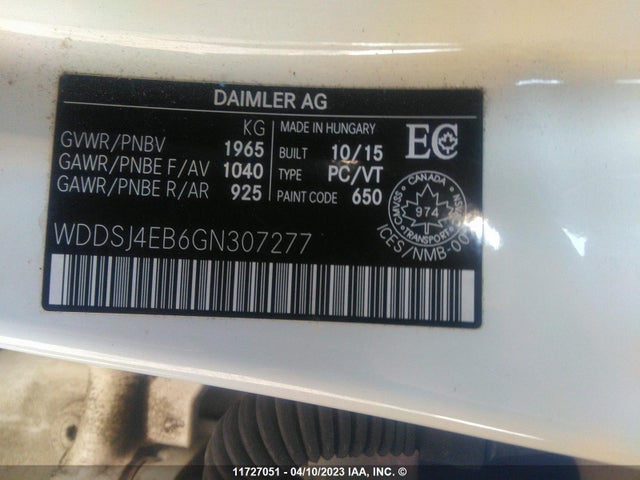 DAIMLER AG
KG
MADE IN HUNGARY
GVWR/PNBV 1965
BUILT 10/15
GAWR/PNBE F/AV 1040
TYPE PC/VT
GAWR/PNBE R/AR 925
PAINT CODE 650
EC
CANADA
CMVSS
974
NSVAC
TRANSPORT
ICES/NMB-00
WDDSJ4EB6GN307277
11727051 - 04/10/2023 IAA, INC. ©